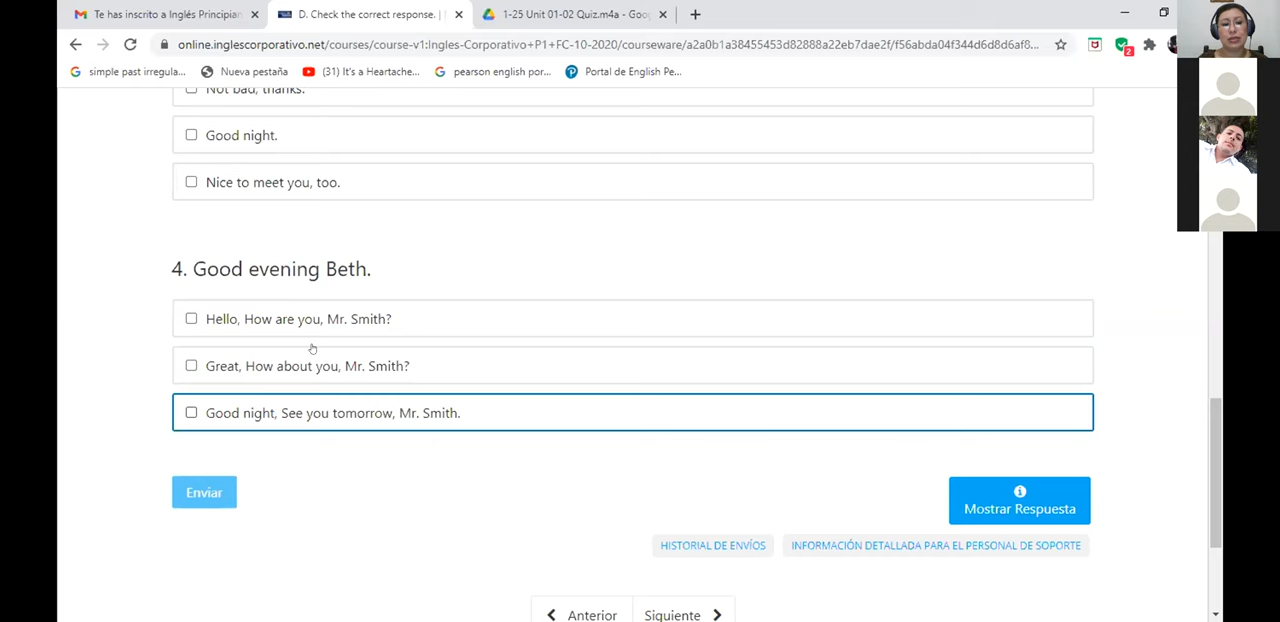 Te has inscrito a Inglés Principian
D. Check the correct response. |
1-25 Unit 01-02 Quiz.m4a - Goo
online.inglescorporativo.net/courses/course-v1:Ingles-Corporativo+P1+FC-10-2020/courseware/a2a0b1a38455453d82888a22eb7dae2f/f56abda04f344d6d8d6af8...
2
simple past irregula...
Nueva pestaña
(31) It's a Heartache...
pearson english por...
Portal de English Pe...
Not bad, thanks.
Good night.
Nice to meet you, too.
4. Good evening Beth.
Hello, How are you, Mr. Smith?
Great, How about you, Mr. Smith?
Good night, See you tomorrow, Mr. Smith.
Enviar
Mostrar Respuesta
HISTORIAL DE ENVÍOS
INFORMACIÓN DETALLADA PARA EL PERSONAL DE SOPORTE
Anterior
Siguiente